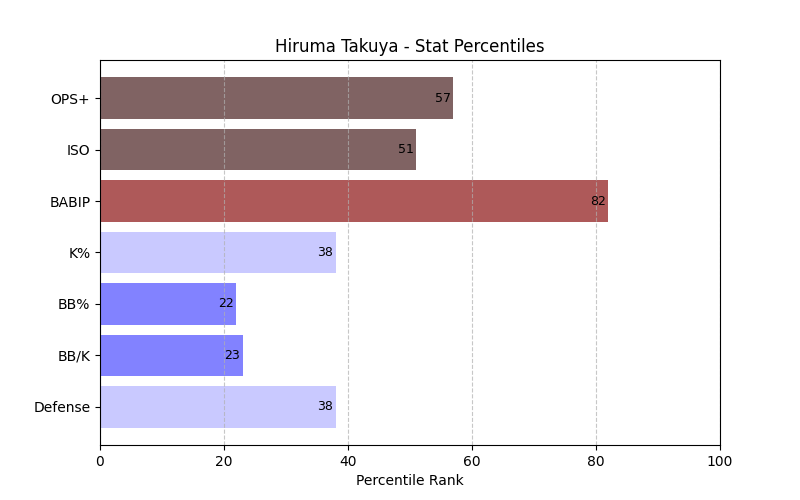 Hiruma Takuya - Stat Percentiles
OPS+ 57
ISO 51
BABIP 82
K% 38
BB% 22
BB/K 23
Defense 38
0 20 40 60 80 100
Percentile Rank